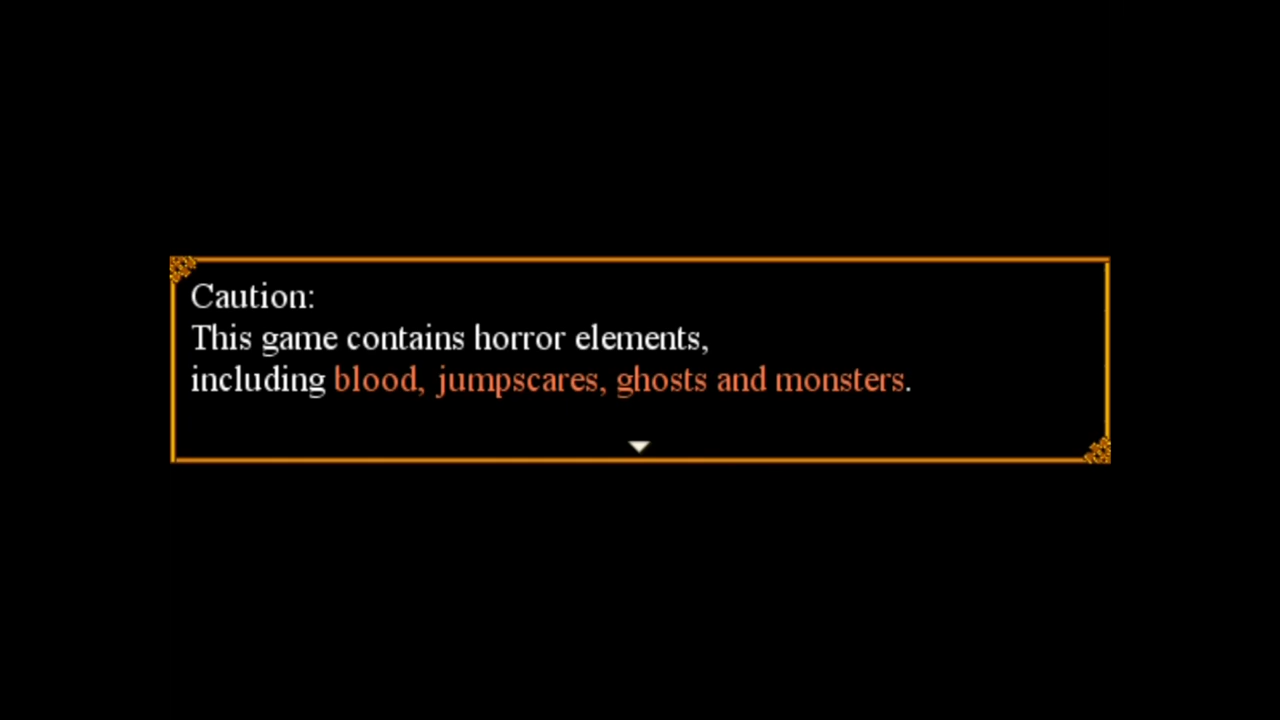 Caution:
This game contains horror elements,
including blood, jumpscares, ghosts and monsters.